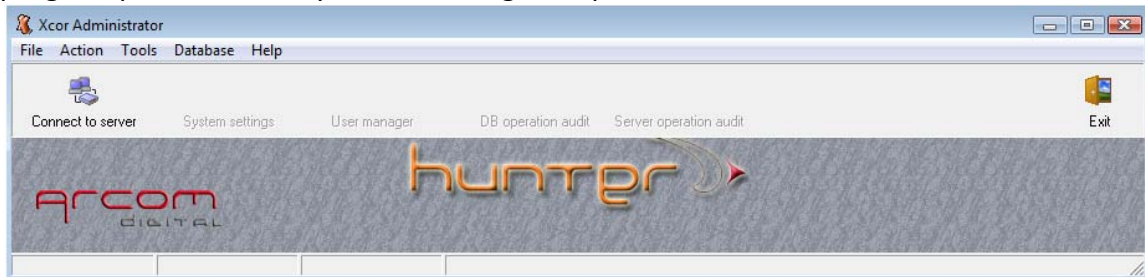 Xcor Administrator
File Action Tools Database Help
Connect to server System settings User manager DB operation audit Server operation audit Exit
hunter
arcom
DIGITAL